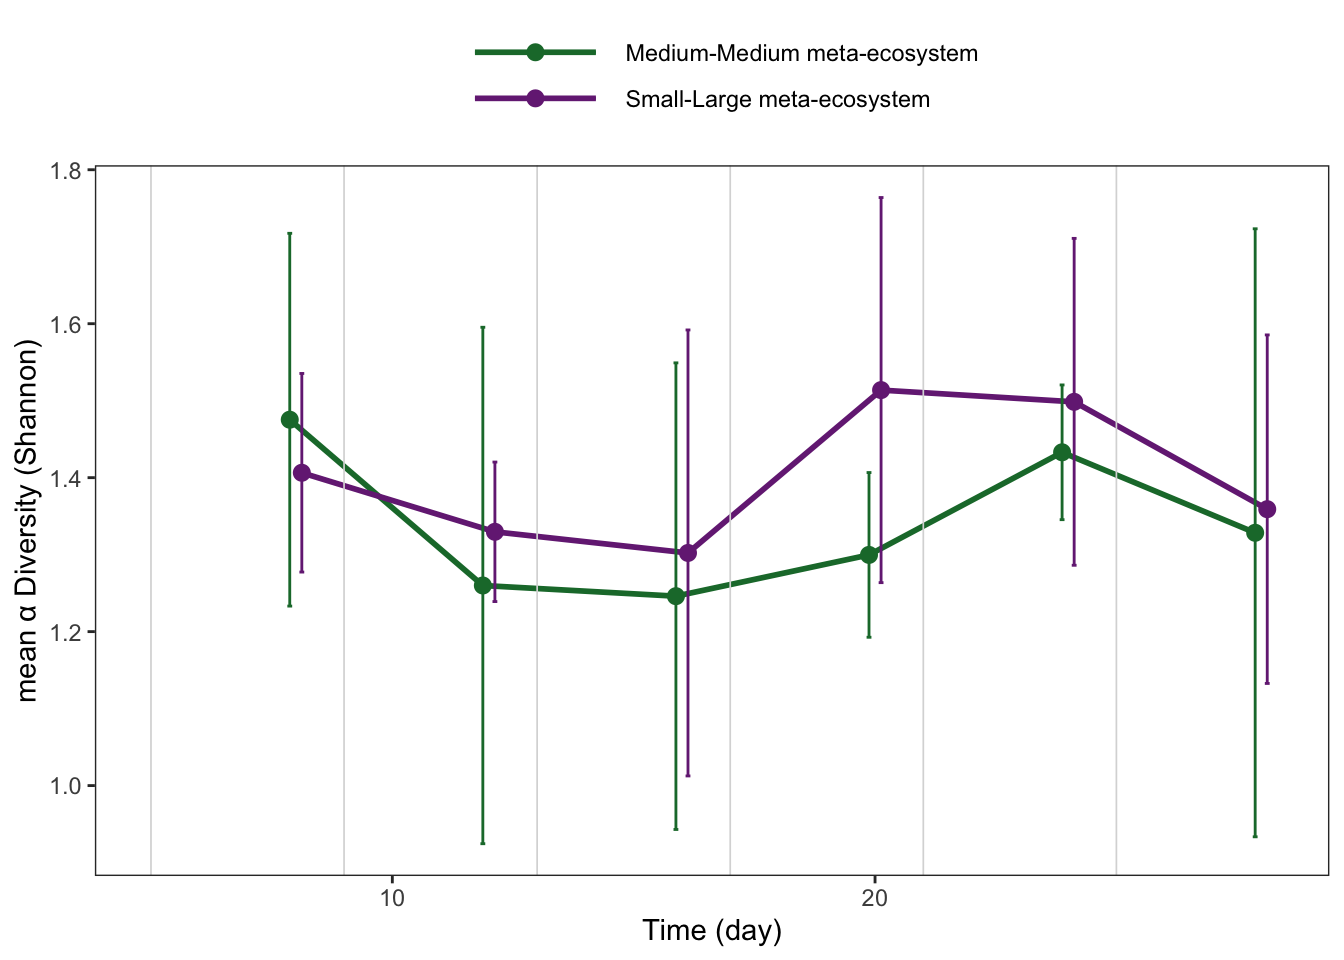 Medium-Medium meta-ecosystem
Small-Large meta-ecosystem
1.8
1.6
1.4
1.2
1.0
mean α Diversity (Shannon)
10
20
Time (day)